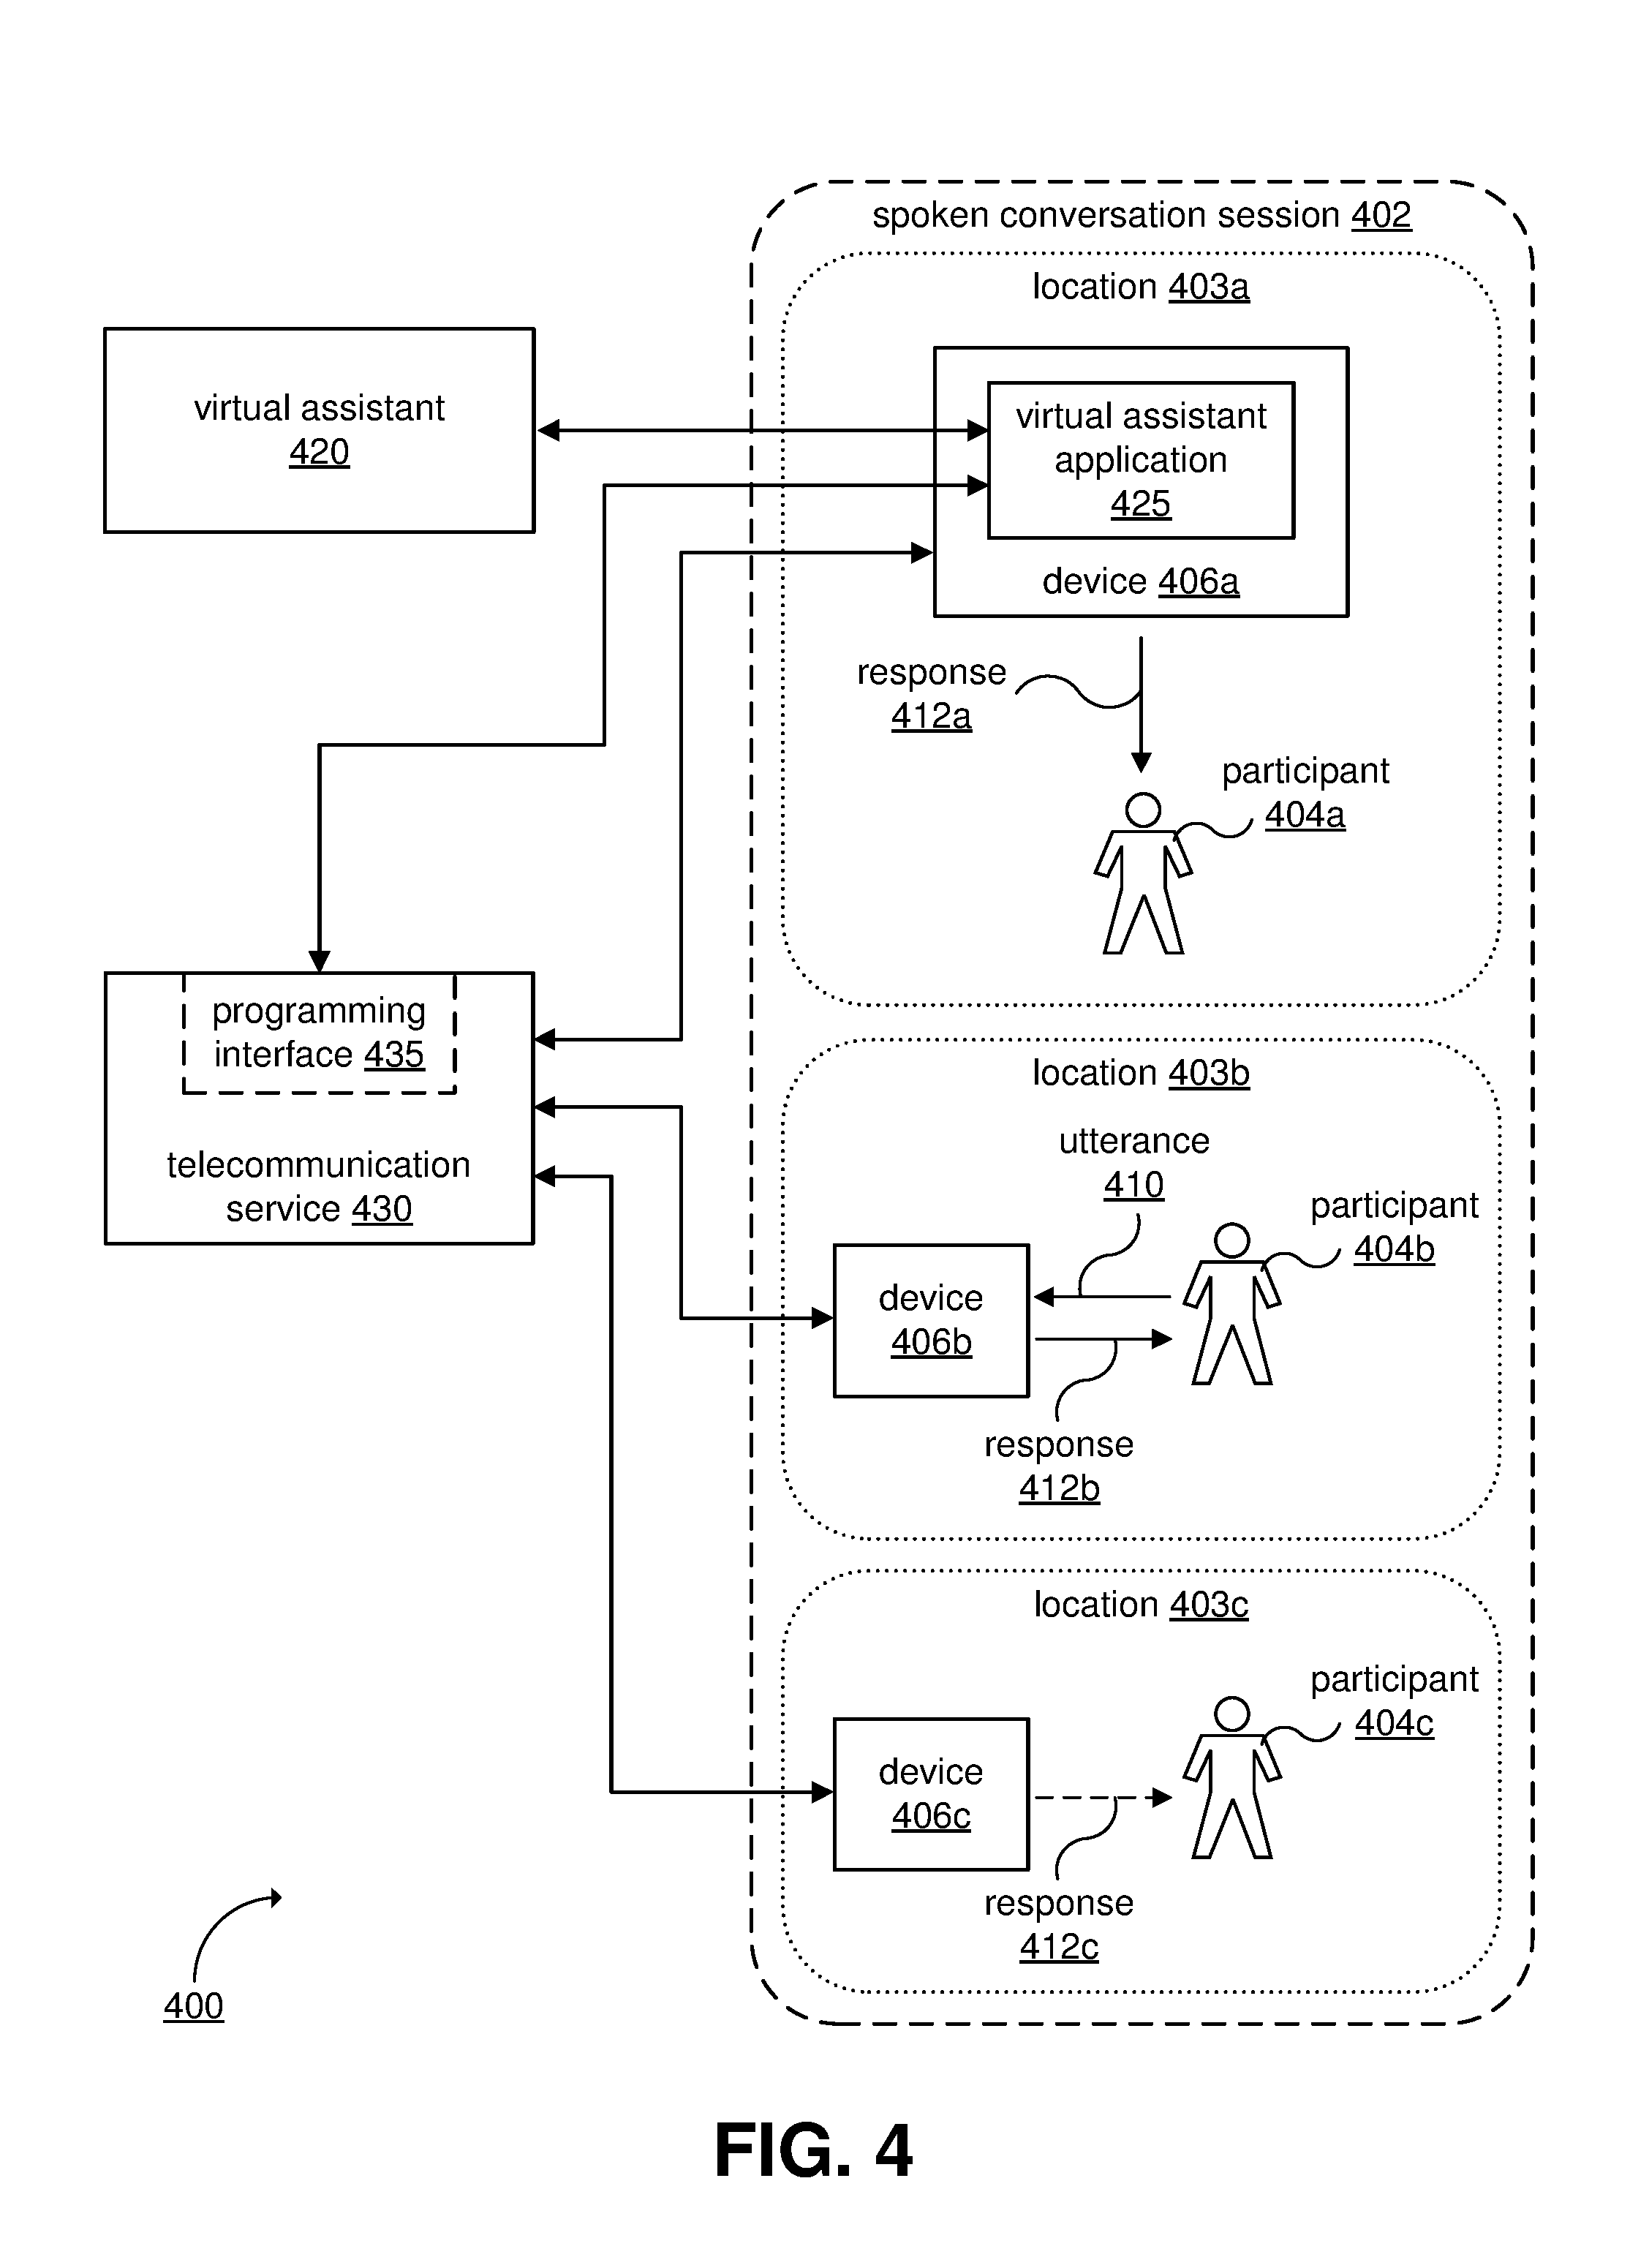 spoken conversation session 402
location 403a
virtual assistant
420
virtual assistant
application
425
device 406a
response
412a
participant
404a
programming
interface 435
telecommunication
service 430
location 403b
utterance
410
participant
404b
device
406b
response
412b
location 403c
participant
404c
device
406c
response
412c
400
FIG. 4